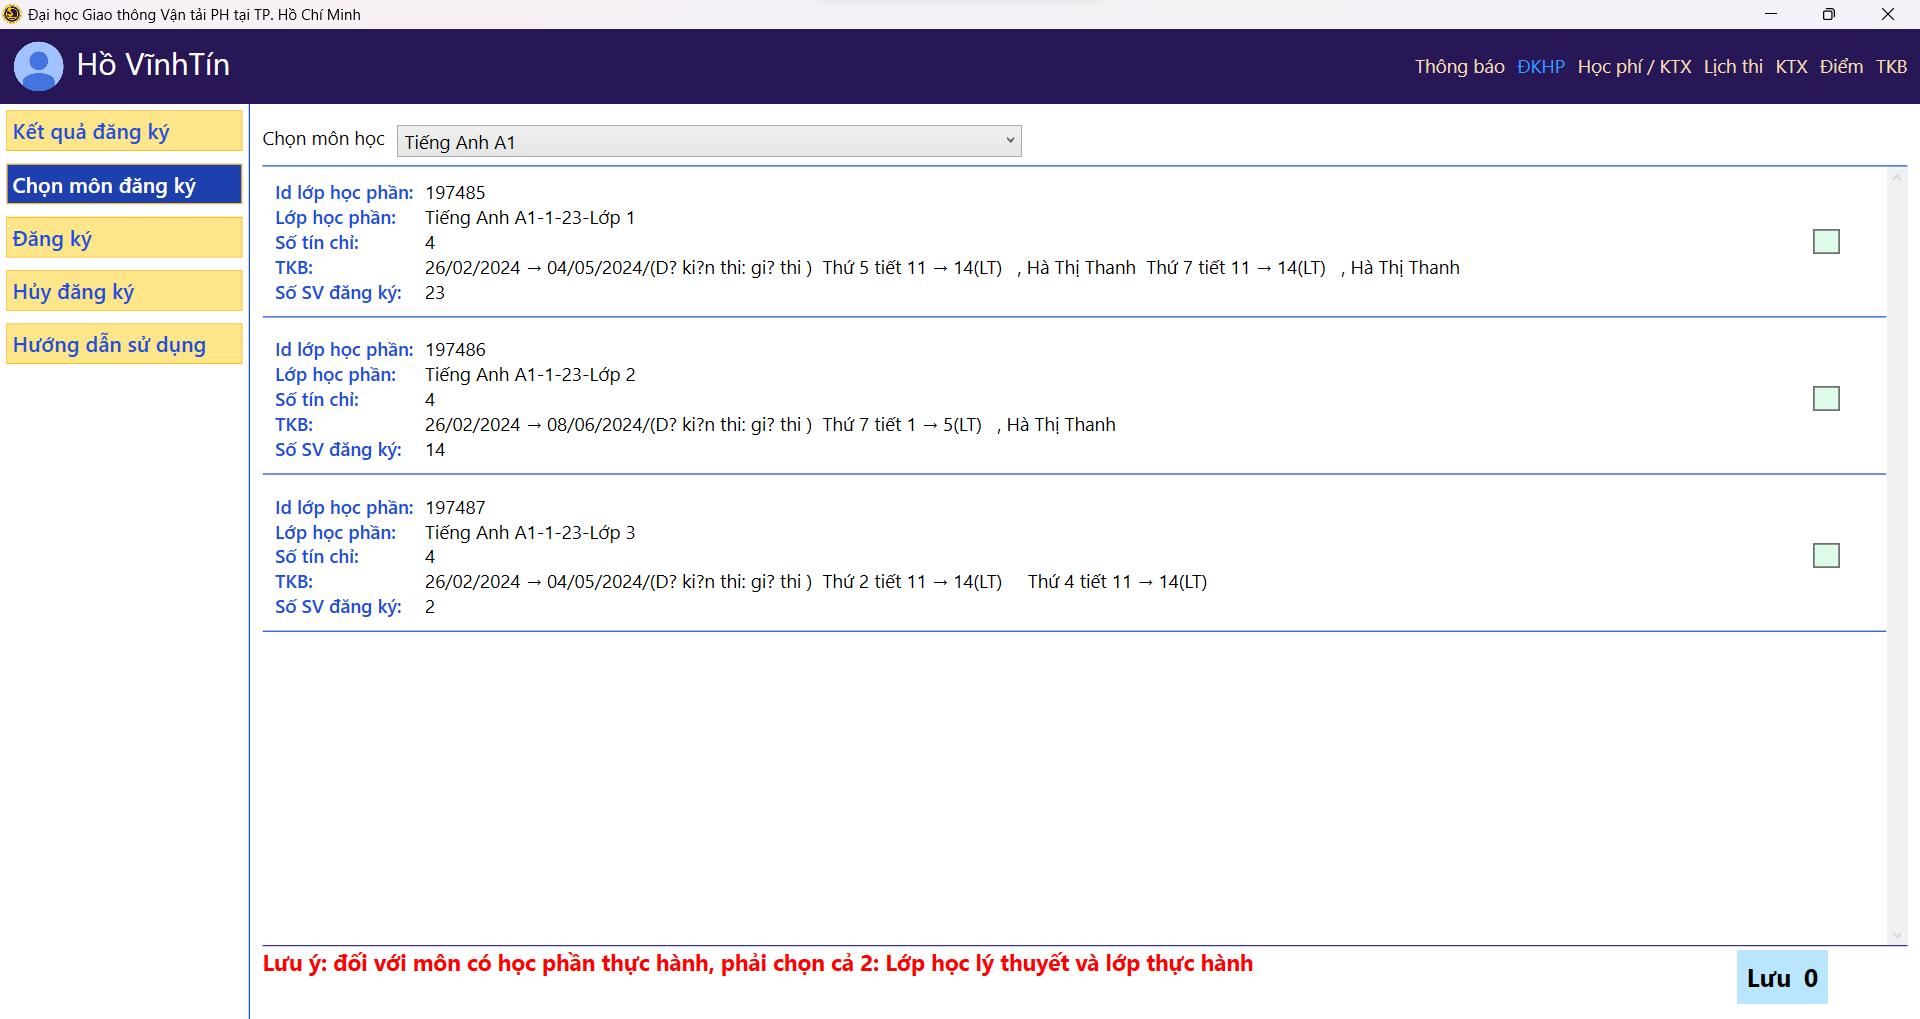 Đại học Giao thông Vận tải PH tại TP. Hồ Chí Minh
Hồ VĩnhTín
Thông báo ĐKHP Học phí / KTX Lịch thi KTX Điểm TKB
Kết quả đăng ký
Chọn môn đăng ký
Đăng ký
Hủy đăng ký
Hướng dẫn sử dụng
Chọn môn học Tiếng Anh A1
Id lớp học phần: 197485
Lớp học phần: Tiếng Anh A1-1-23-Lớp 1
Số tín chỉ: 4
TKB: 26/02/2024 → 04/05/2024/(D? ki?n thi: gi? thi ) Thứ 5 tiết 11 → 14(LT) , Hà Thị Thanh Thứ 7 tiết 11 → 14(LT) , Hà Thị Thanh
Số SV đăng ký: 23
Id lớp học phần: 197486
Lớp học phần: Tiếng Anh A1-1-23-Lớp 2
Số tín chỉ: 4
TKB: 26/02/2024 → 08/06/2024/(D? ki?n thi: gi? thi ) Thứ 7 tiết 1 → 5(LT) , Hà Thị Thanh
Số SV đăng ký: 14
Id lớp học phần: 197487
Lớp học phần: Tiếng Anh A1-1-23-Lớp 3
Số tín chỉ: 4
TKB: 26/02/2024 → 04/05/2024/(D? ki?n thi: gi? thi ) Thứ 2 tiết 11 → 14(LT) Thứ 4 tiết 11 → 14(LT)
Số SV đăng ký: 2
Lưu ý: đối với môn có học phần thực hành, phải chọn cả 2: Lớp học lý thuyết và lớp thực hành
Lưu 0